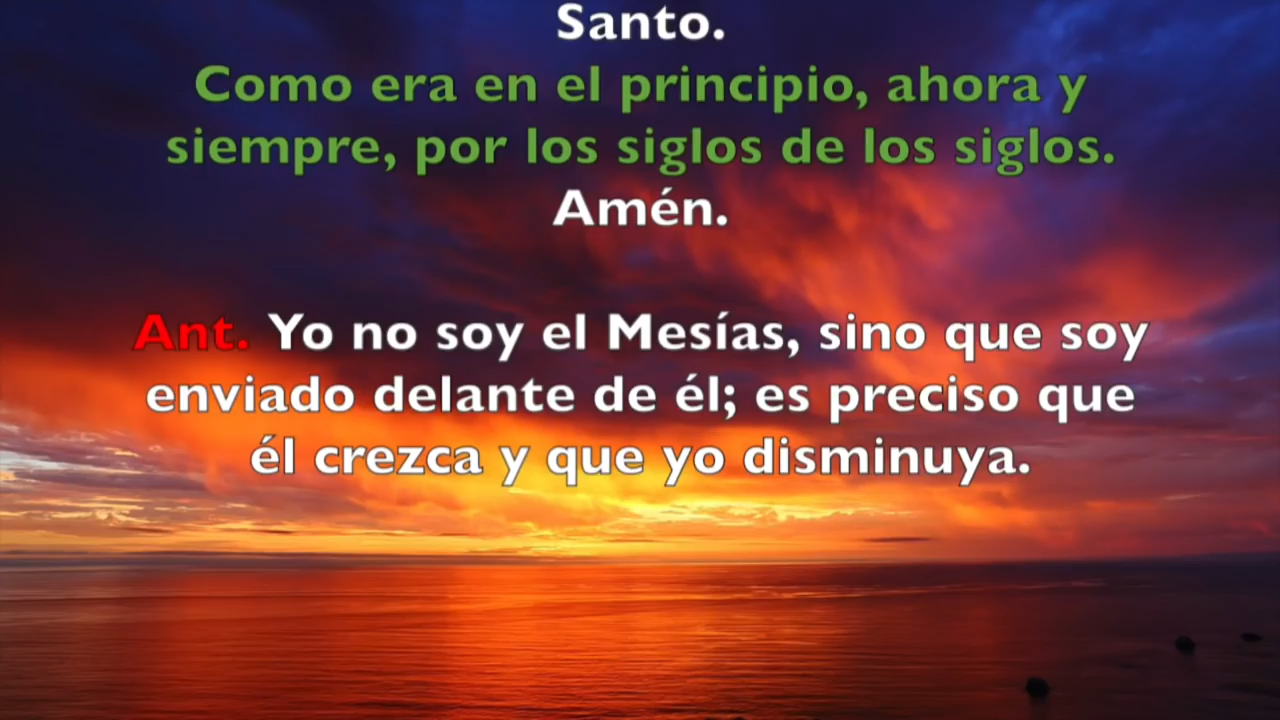 Santo.
Como era en el principio, ahora y
siempre, por los siglos de los siglos.
Amén.
Ant. Yo no soy el Mesías, sino que soy
enviado delante de él; es preciso que
él crezca y que yo disminuya.